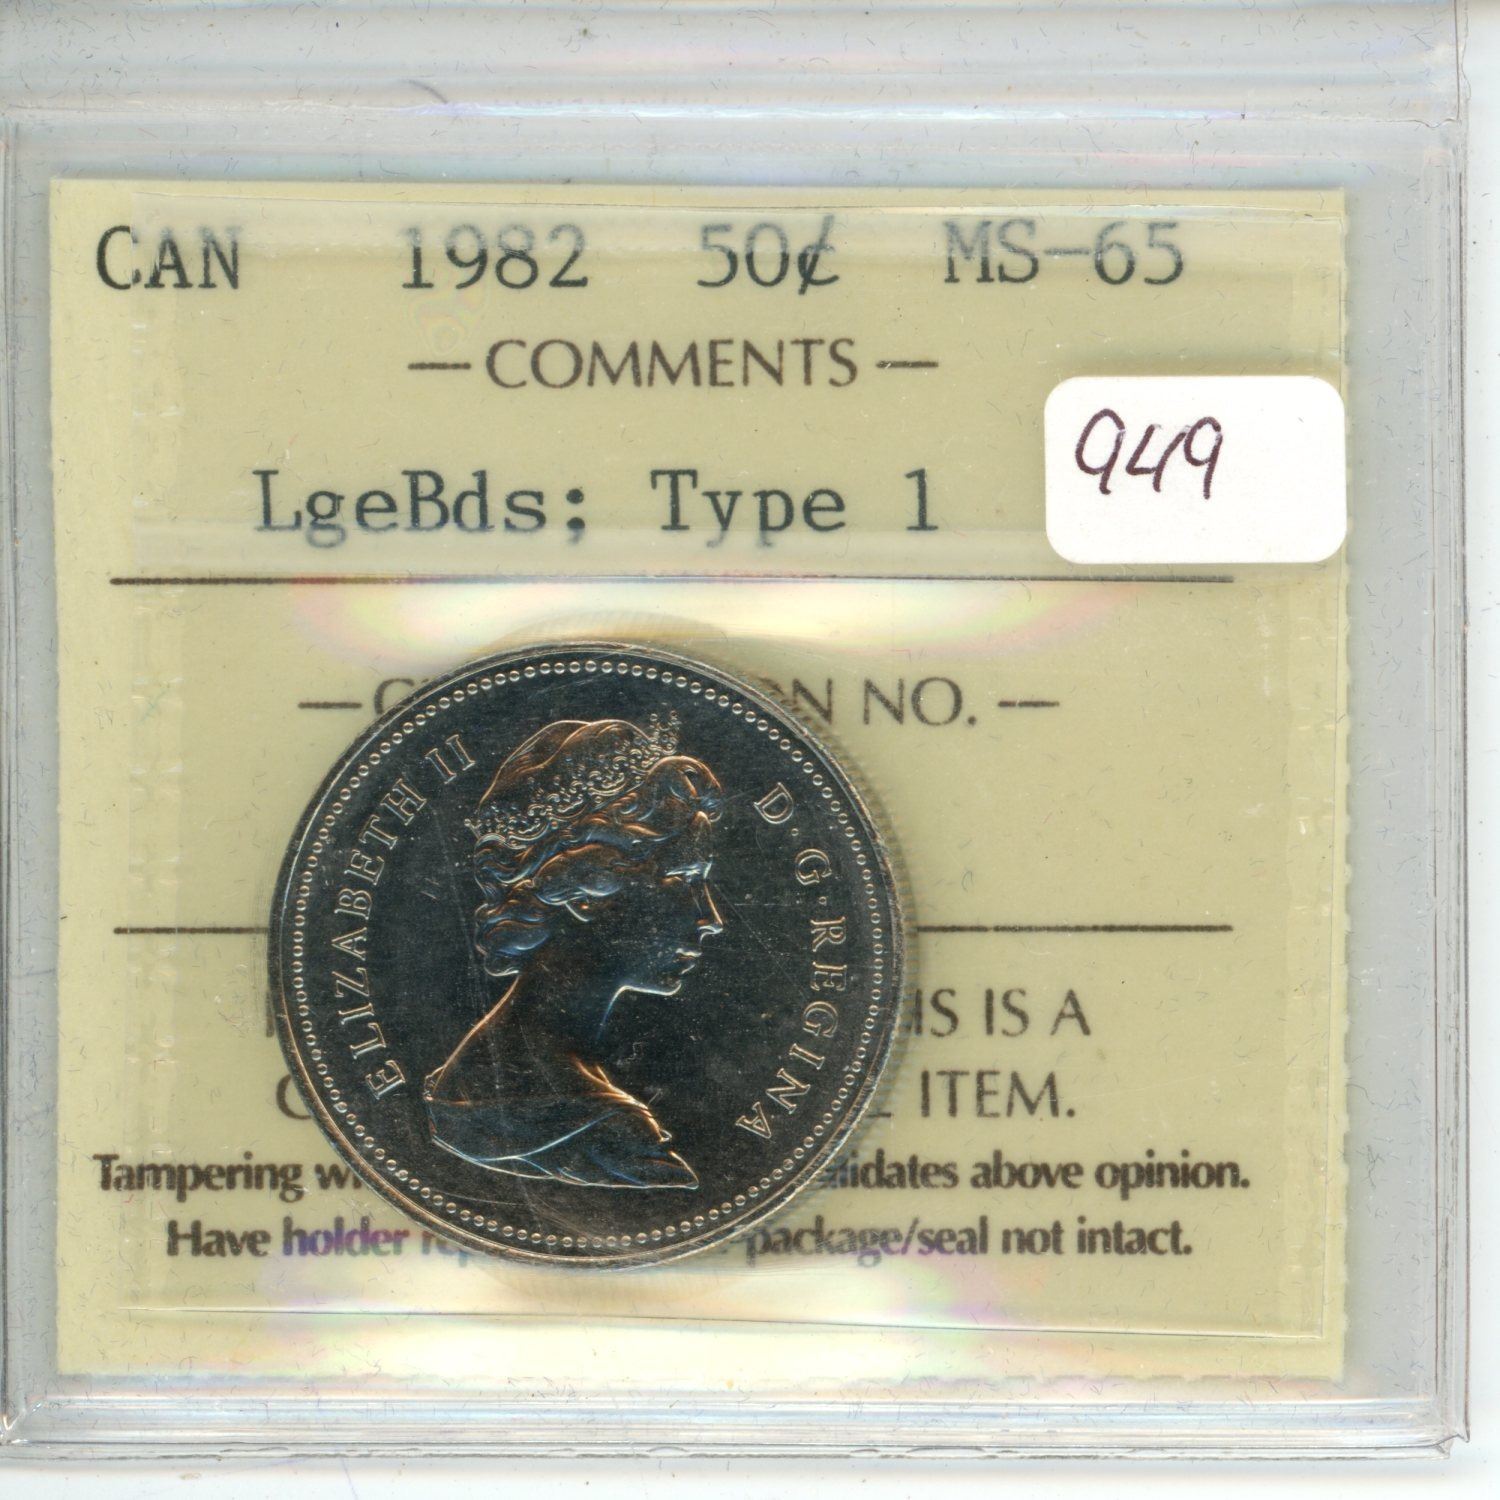 CAN 1982 50¢ MS-65
— COMMENTS —
949
LgeBds; Type 1
NO. —
ELIZABETH II D·G·REGINA
IS A
ITEM.
Tampering above opinion.
Have holder package/seal not intact.